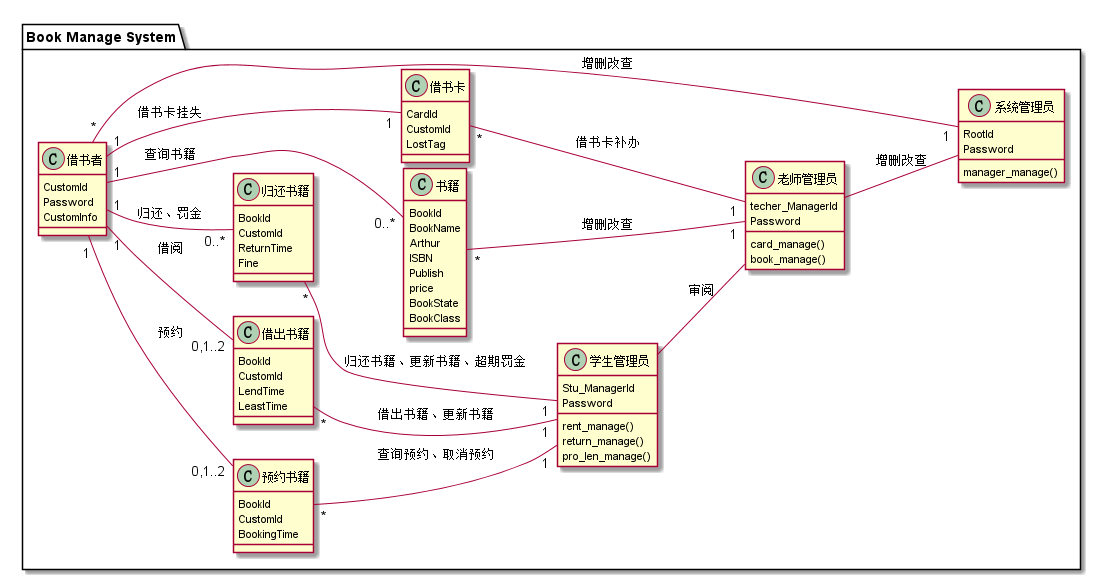 Book Manage System
借书者
CustomId
Password
CustomInfo
借书卡
CardId
CustomId
LostTag
书籍
BookId
BookName
Arthur
ISBN
Publish
price
BookState
BookClass
归还书籍
BookId
CustomId
ReturnTime
Fine
借出书籍
BookId
CustomId
LendTime
LeastTime
预约书籍
BookId
CustomId
BookingTime
学生管理员
Stu_ManagerId
Password
rent_manage()
return_manage()
pro_len_manage()
老师管理员
techer_ManagerId
Password
card_manage()
book_manage()
系统管理员
RootId
Password
manager_manage()
增删改查
*
1
借书卡挂失
1
1
查询书籍
1
0..*
归还、罚金
1
0..*
借阅
1
0,1..2
预约
1
0,1..2
借书卡补办
*
1
增删改查
*
1
增删改查
审阅
归还书籍、更新书籍、超期罚金
*
1
借出书籍、更新书籍
*
1
查询预约、取消预约
*
1
C
C
C
C
C
C
C
C
C